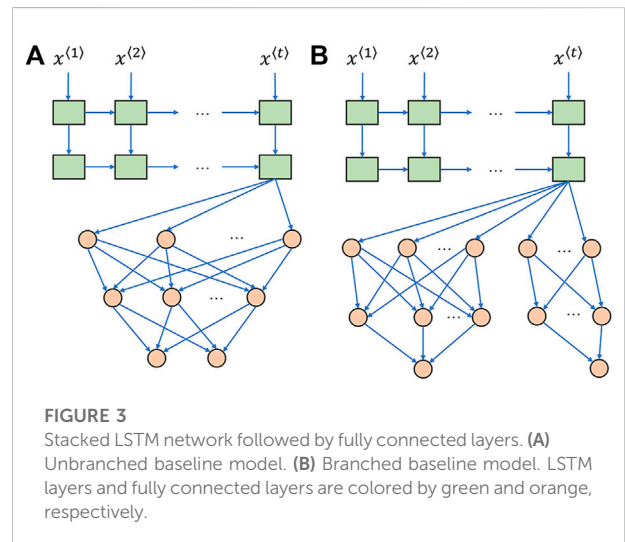 A x⟨1⟩ x⟨2⟩ x⟨t⟩ B x⟨1⟩ x⟨2⟩ x⟨t⟩
... ...
... ...
... ... ...
... ... ...
FIGURE 3
Stacked LSTM network followed by fully connected layers. (A)
Unbranched baseline model. (B) Branched baseline model. LSTM
layers and fully connected layers are colored by green and orange,
respectively.